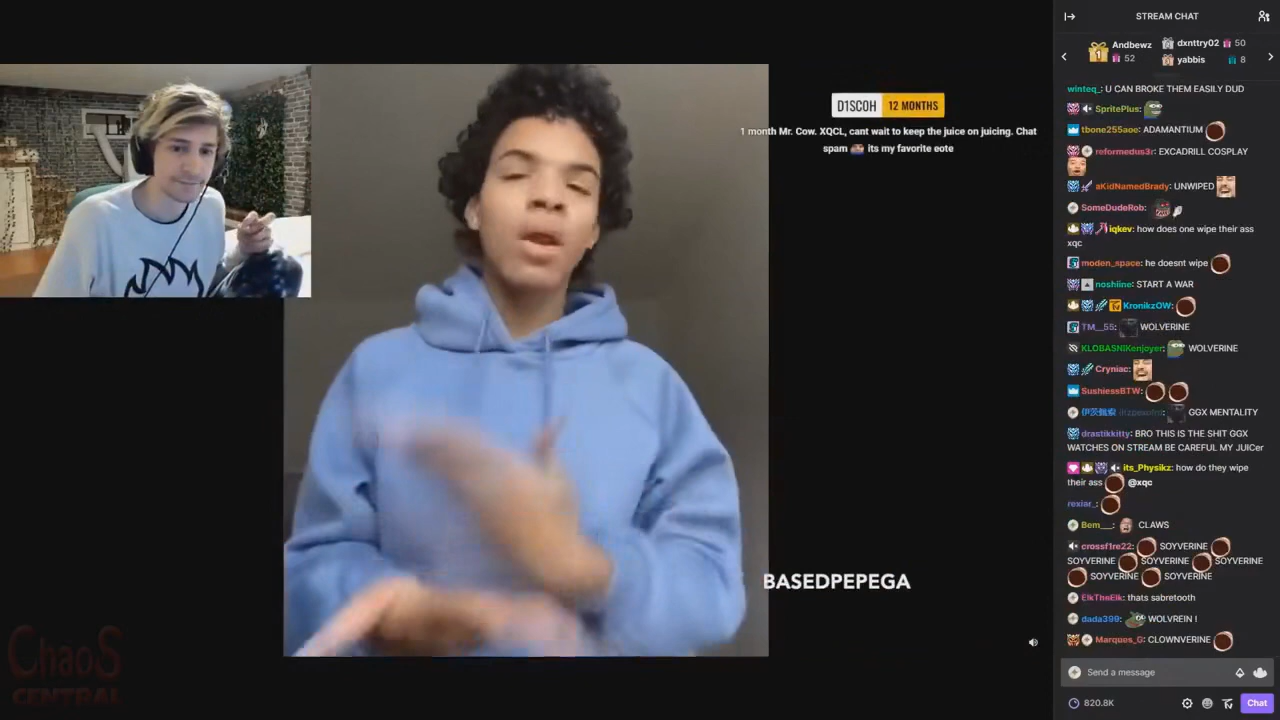 STREAM CHAT
Andbewz
52
dxnttry02 50
yabbis 8
winteq_: U CAN BROKE THEM EASILY DUD
SpritePlus:
tbone255aoe: ADAMANTIUM
reformedus3r: EXCADRILL COSPLAY
aKidNamedBrady: UNWIPED
SomeDudeRob:
iqkev: how does one wipe their ass
xqc
moden_space: he doesnt wipe
noshiine: START A WAR
KronikzOW:
TM__55: WOLVERINE
KLOBASNIKenjoyer: WOLVERINE
Cryniac:
SushiessBTW:
GGX MENTALITY
drastikkitty: BRO THIS IS THE SHIT GGX
WATCHES ON STREAM BE CAREFUL MY JUICer
its_Physikz: how do they wipe
their ass @xqc
rexiar_:
Bem___: CLAWS
crossf1re22: SOYVERINE
SOYVERINE SOYVERINE SOYVERINE
SOYVERINE SOYVERINE
ElkTheElk: thats sabretooth
dada399: WOLVREIN !
Marques_G: CLOWNVERINE
Send a message
820.8K
Chat
D1SCOH 12 MONTHS
1 month Mr. Cow. XQCL, cant wait to keep the juice on juicing. Chat
spam its my favorite eote
BASEDPEPEGA
ChaoS
CENTRAL